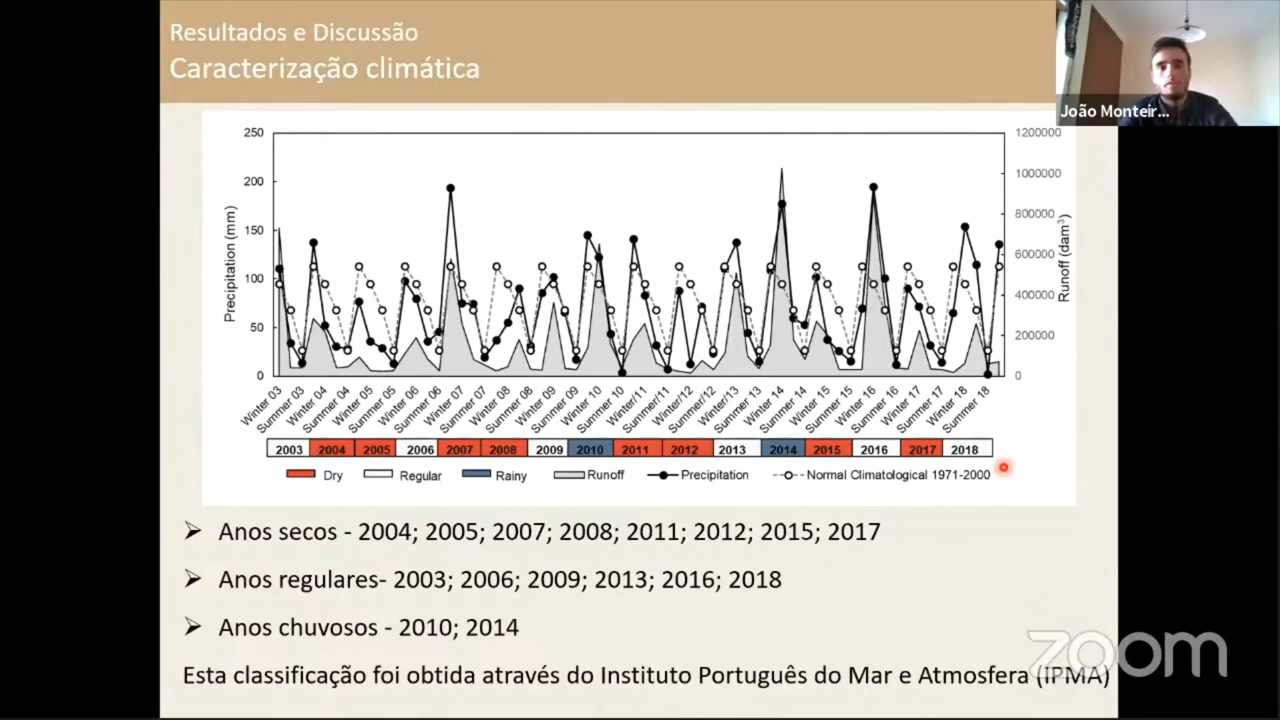 Resultados e Discussão
Caracterização climática
João Monteir...
250
200
150
100
50
0
Precipitation (mm)
1200000
1000000
800000
600000
400000
200000
0
Runoff (dam³)
Winter 03
Summer 03
Winter 04
Summer 04
Winter 05
Summer 05
Winter 06
Summer 06
Winter 07
Summer 07
Winter 08
Summer 08
Winter 09
Summer 09
Winter 10
Summer 10
Winter/11
Summer/11
Winter/12
Summer/12
Winter/13
Summer 13
Winter 14
Summer 14
Winter 15
Summer 15
Winter 16
Summer 16
Winter 17
Summer 17
Winter 18
Summer 18
2003 2004 2005 2006 2007 2008 2009 2010 2011 2012 2013 2014 2015 2016 2017 2018
Dry Regular Rainy Runoff Precipitation Normal Climatological 1971-2000
Anos secos - 2004; 2005; 2007; 2008; 2011; 2012; 2015; 2017
Anos regulares- 2003; 2006; 2009; 2013; 2016; 2018
Anos chuvosos - 2010; 2014
Esta classificação foi obtida através do Instituto Português do Mar e Atmosfera (IPMA)
zoom